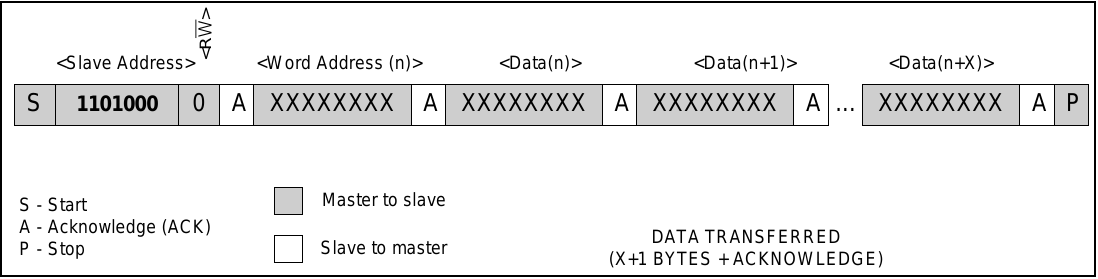 <RW>
<Slave Address> <Word Address (n)> <Data(n)> <Data(n+1)> <Data(n+X)>
S 1101000 0 A XXXXXXXX A XXXXXXXX A XXXXXXXX A ... XXXXXXXX A P
S - Start
A - Acknowledge (ACK)
P - Stop
Master to slave
Slave to master
DATA TRANSFERRED
(X+1 BYTES + ACKNOWLEDGE)